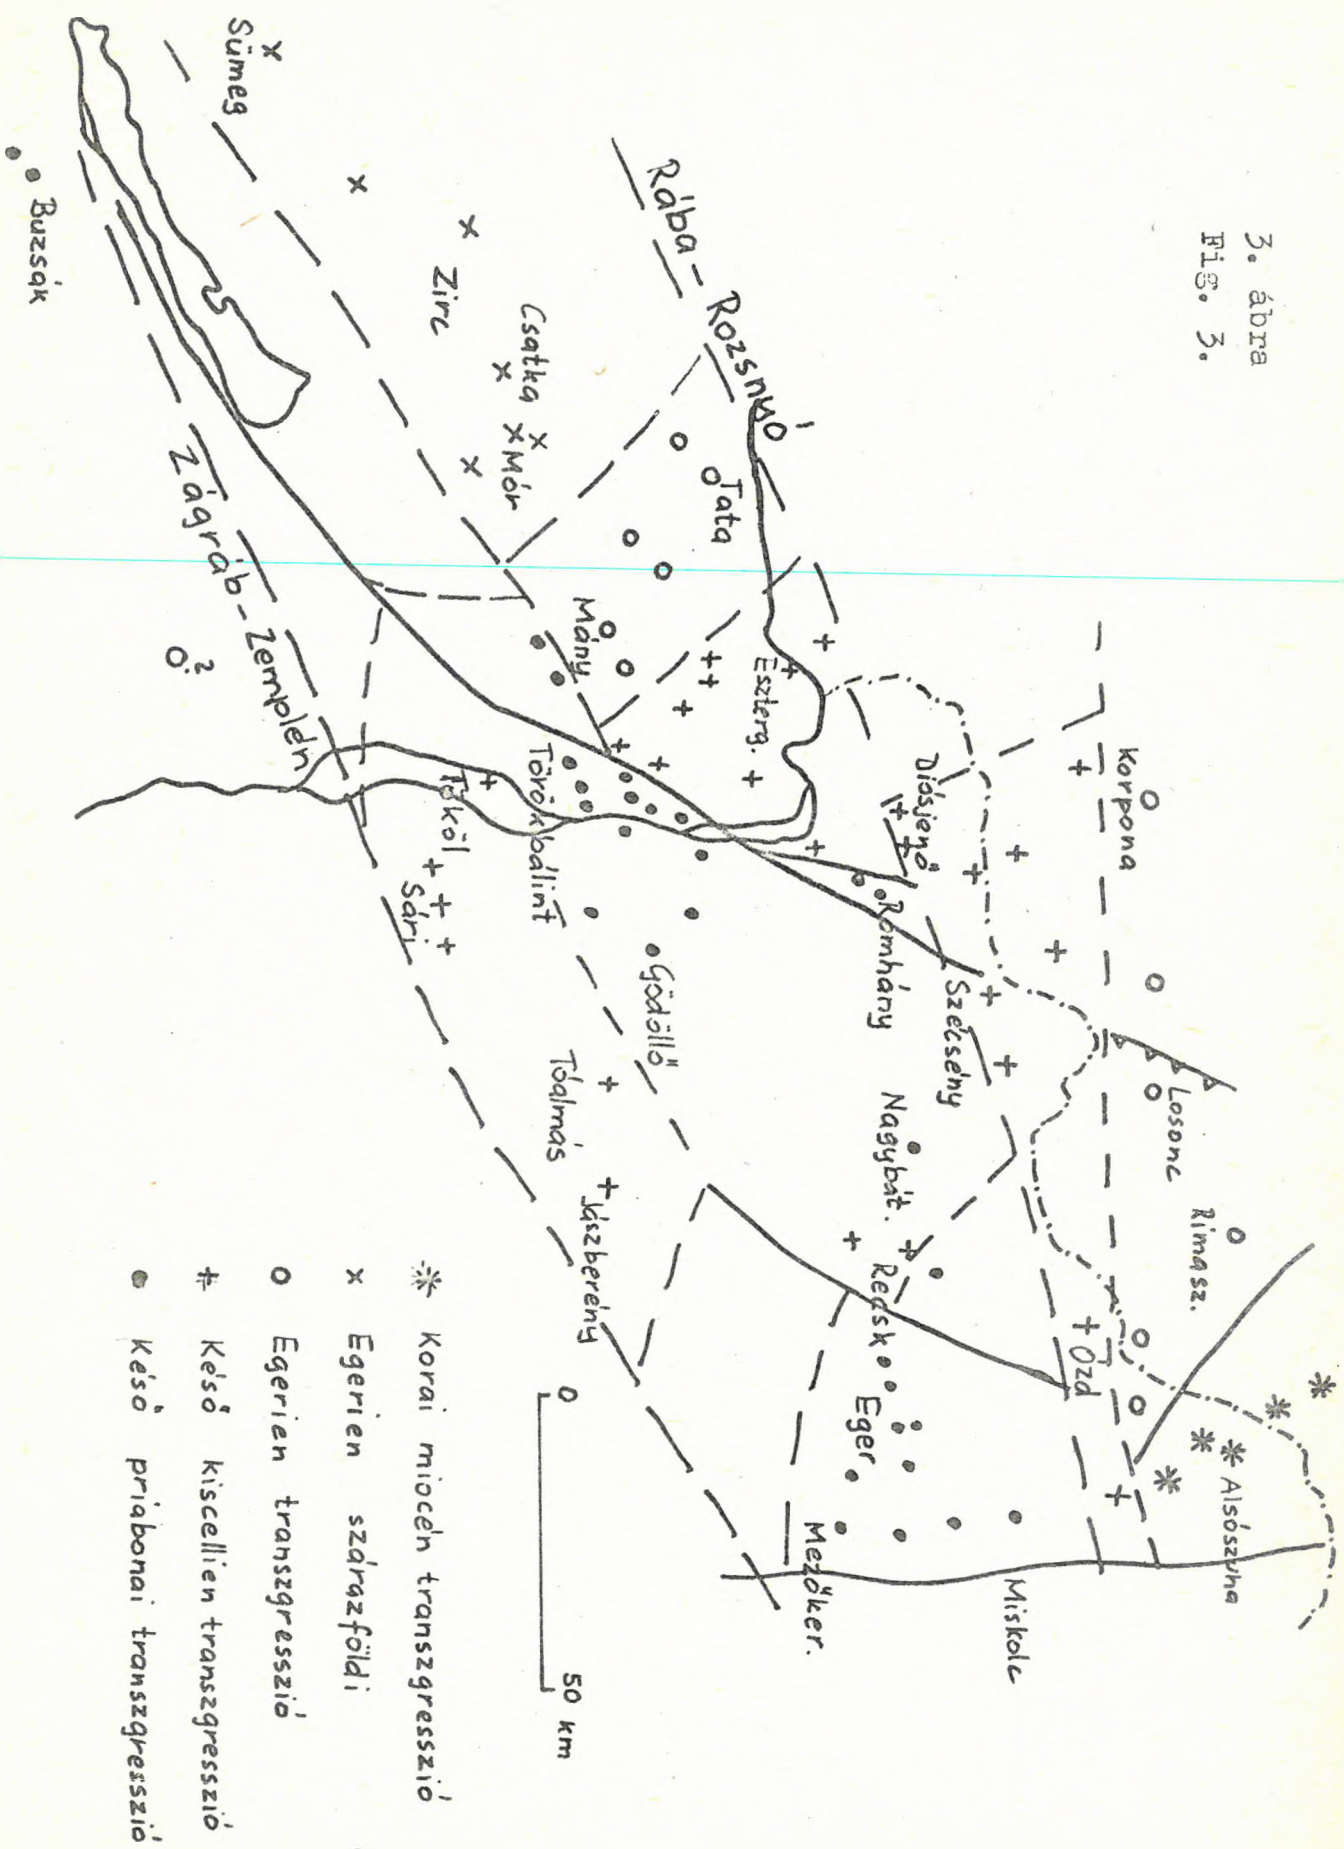 3. ábra
Fig. 3.
Sümeg
Buzsák
Zirc
Csatka
Mór
Rába - Rozsnyó
Tata
Mány
Eszterg.
Zágráb - Zemplén
2
Tököl
Törökbálint
Sári
Diósjenő
Korpona
Romhány
Szécsény
Gödöllő
Tóalmás
Jászberény
Nagybát.
Losonc
Rimasz.
Recsk
Ózd
Eger
Mezőker.
Miskolc
Alsószuha
0
50 km
Korai miocén transzgresszió
Egerien szárazföldi
Egerien transzgresszió
Késő kiscellien transzgresszió
Késő priabonai transzgresszió